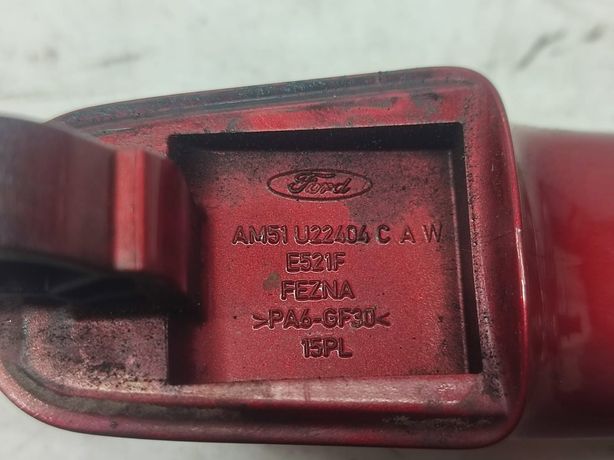 Ford
AM51 U22404 C A W
E521F
FEZNA
>PA6-GF30<
15PL